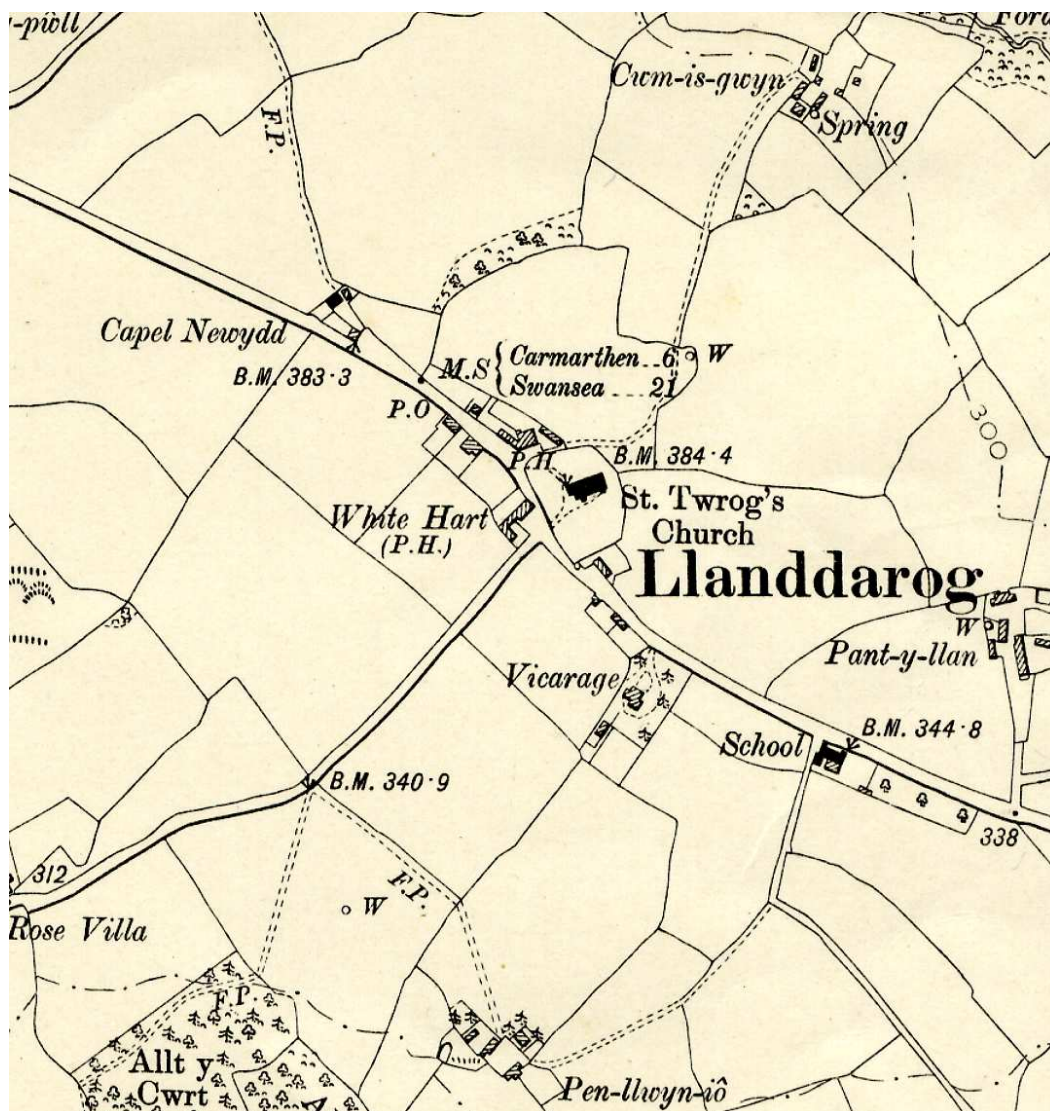 -pŵll
Ford
Cwm-is-gwyn
Spring
F.P.
Capel Newydd
B.M. 383·3
M.S { Carmarthen 6
Swansea 21
W
P.O
P.H
B.M. 384·4
St. Twrog's
Church
White Hart
(P.H.)
300
Llanddarog
W
Pant-y-llan
Vicarage
School
B.M. 344·8
B.M. 340·9
338
312
F.P.
W
Rose Villa
F.P.
Allt y
Cwrt
Pen-llwyn-iô